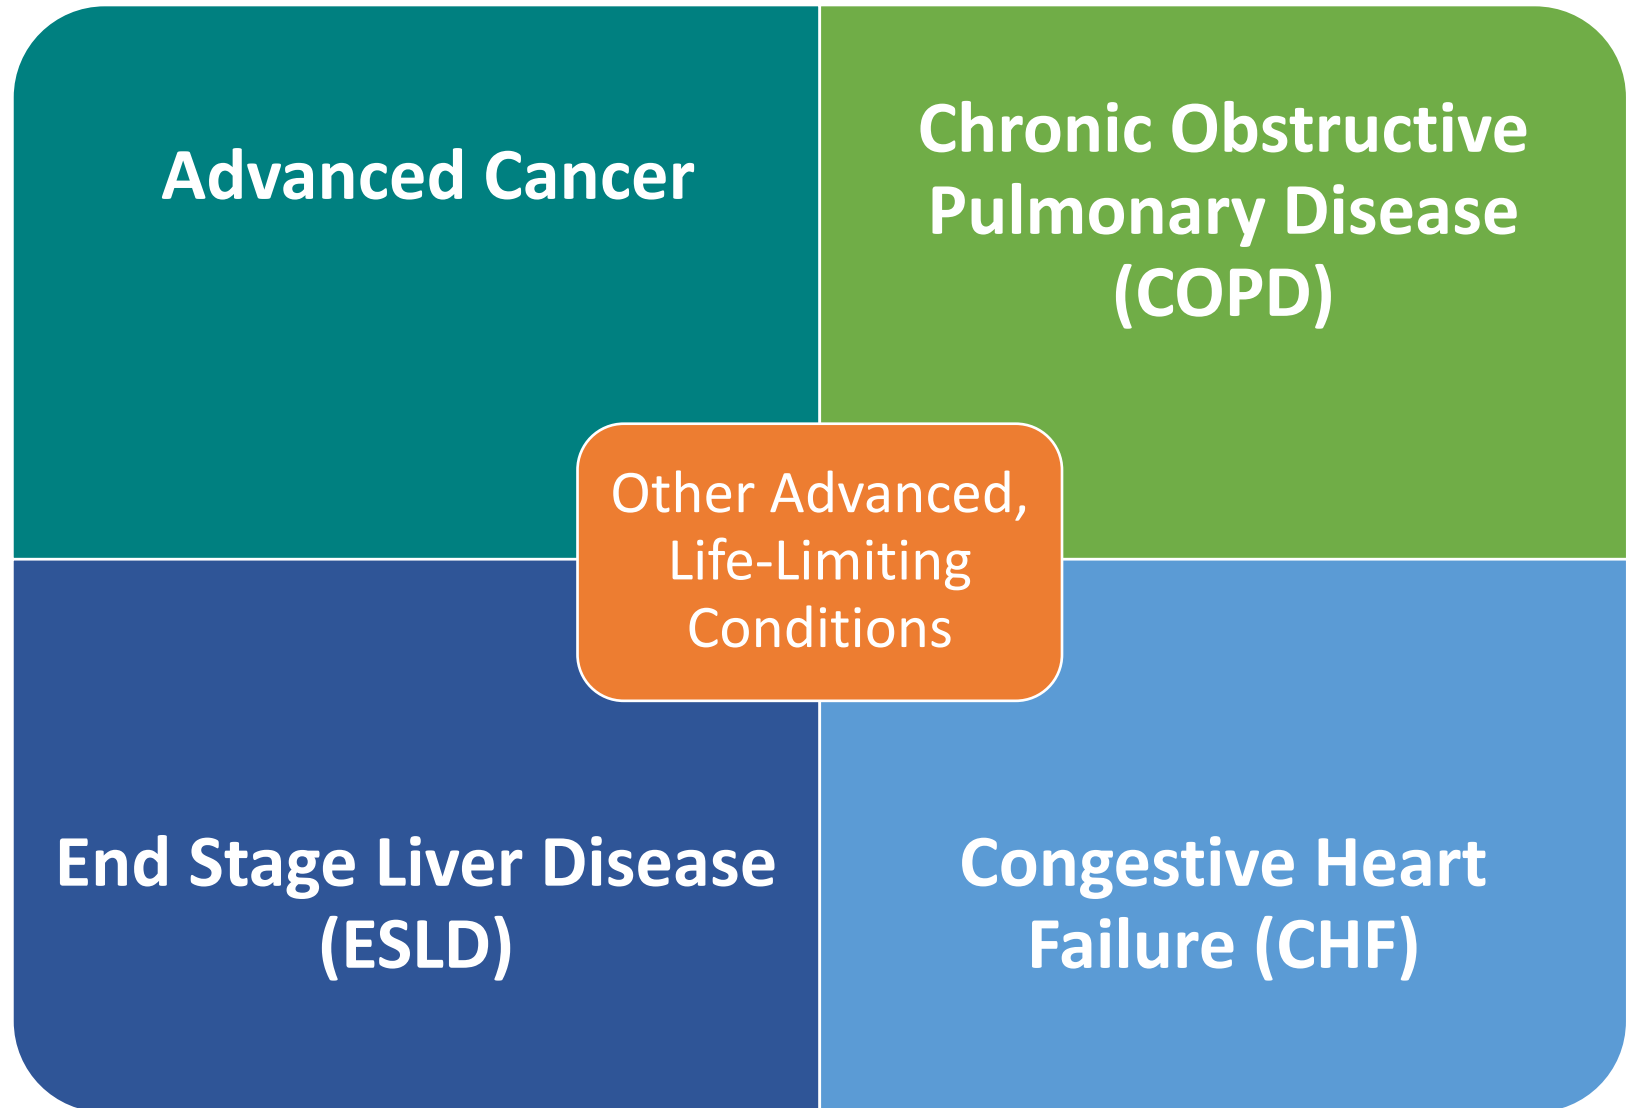 Advanced Cancer
Chronic Obstructive
Pulmonary Disease
(COPD)
Other Advanced,
Life-Limiting
Conditions
End Stage Liver Disease
(ESLD)
Congestive Heart
Failure (CHF)